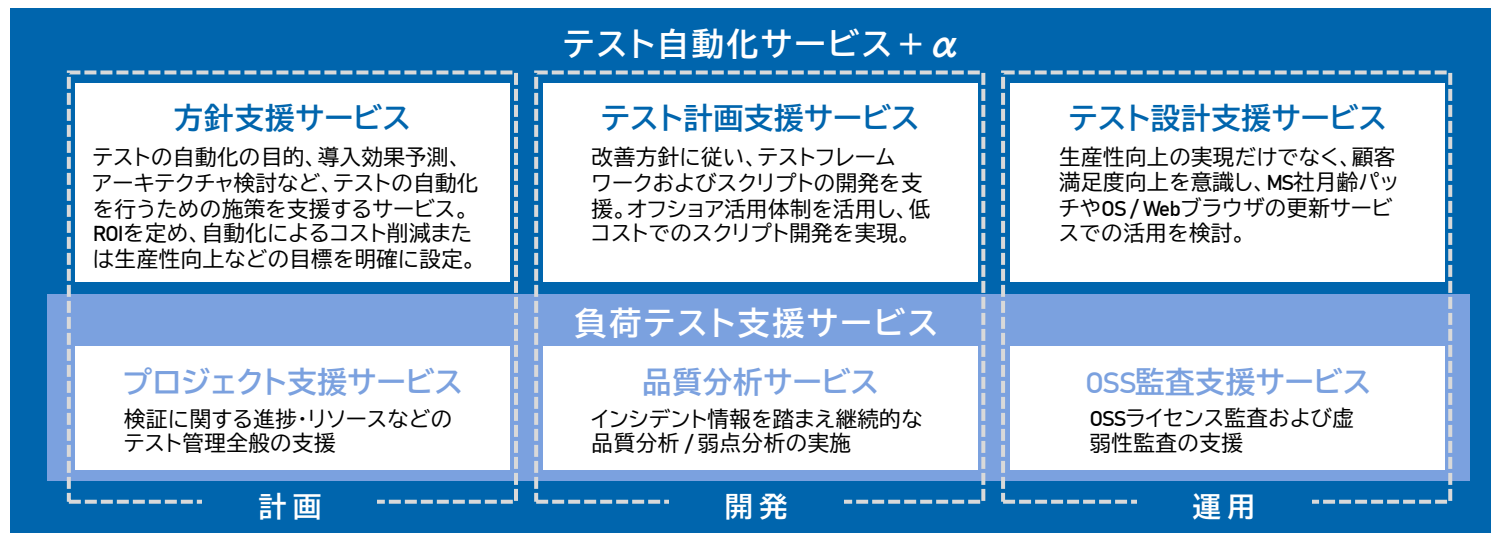 テスト自動化サービス+α
方針支援サービス
テストの自動化の目的、導入効果予測、
アーキテクチャ検討など、テストの自動化
を行うための施策を支援するサービス。
ROIを定め、自動化によるコスト削減また
は生産性向上などの目標を明確に設定。
テスト計画支援サービス
改善方針に従い、テストフレーム
ワークおよびスクリプトの開発を支
援。オフショア活用体制を活用し、低
コストでのスクリプト開発を実現。
テスト設計支援サービス
生産性向上の実現だけでなく、顧客
満足度向上を意識し、MS社月齢パッ
チやOS / Webブラウザの更新サービ
スでの活用を検討。
負荷テスト支援サービス
プロジェクト支援サービス
検証に関する進捗・リソースなどの
テスト管理全般の支援
品質分析サービス
インシデント情報を踏まえ継続的な
品質分析 / 弱点分析の実施
OSS監査支援サービス
OSSライセンス監査および虚
弱性監査の支援
計画
開発
運用